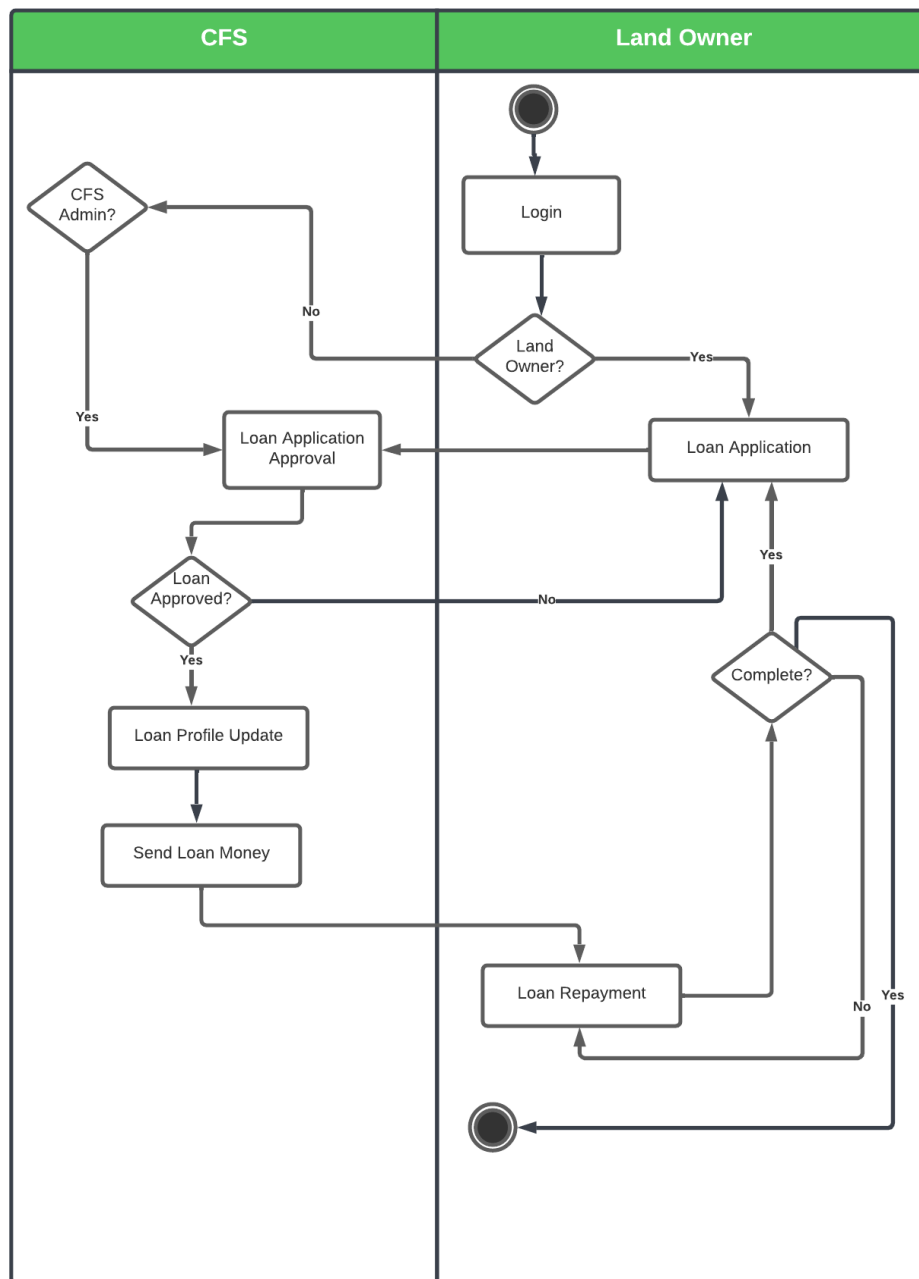 CFS
Land Owner
CFS
Admin?
Login
No
Land
Owner?
Yes
Yes
Loan Application
Approval
Loan Application
Loan
Approved?
No
Yes
Yes
Complete?
Loan Profile Update
Send Loan Money
Loan Repayment
No
Yes